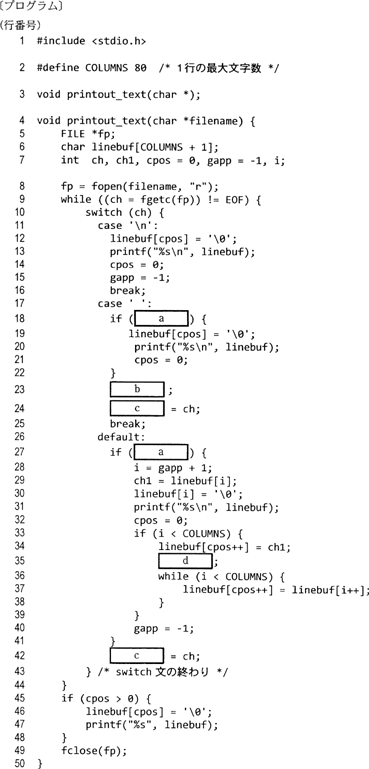 〔プログラム〕
(行番号)
1 #include <stdio.h>
2 #define COLUMNS 80 /* 1行の最大文字数 */
3 void printout_text(char *);
4 void printout_text(char *filename) {
5 FILE *fp;
6 char linebuf[COLUMNS + 1];
7 int ch, ch1, cpos = 0, gapp = -1, i;
8 fp = fopen(filename, "r");
9 while ((ch = fgetc(fp)) != EOF) {
10 switch (ch) {
11 case '\n':
12 linebuf[cpos] = '\0';
13 printf("%s\n", linebuf);
14 cpos = 0;
15 gapp = -1;
16 break;
17 case ' ':
18 if ( a ) {
19 linebuf[cpos] = '\0';
20 printf("%s\n", linebuf);
21 cpos = 0;
22 }
23 b ;
24 c = ch;
25 break;
26 default:
27 if ( a ) {
28 i = gapp + 1;
29 ch1 = linebuf[i];
30 linebuf[i] = '\0';
31 printf("%s\n", linebuf);
32 cpos = 0;
33 if (i < COLUMNS) {
34 linebuf[cpos++] = ch1;
35 d ;
36 while (i < COLUMNS) {
37 linebuf[cpos++] = linebuf[i++];
38 }
39 }
40 gapp = -1;
41 }
42 c = ch;
43 } /* switch 文の終わり */
44 }
45 if (cpos > 0) {
46 linebuf[cpos] = '\0';
47 printf("%s", linebuf);
48 }
49 fclose(fp);
50 }